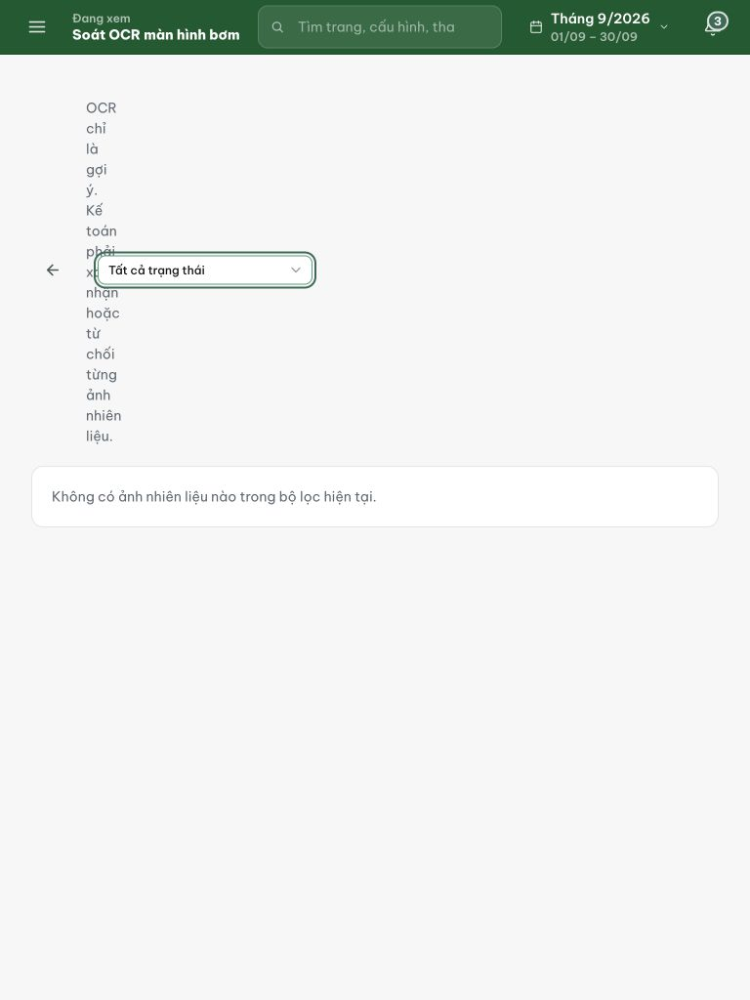 Đang xem
Soát OCR màn hình bơm
Tìm trang, cấu hình, tha
Tháng 9/2026
01/09 – 30/09
3
OCR
chỉ
là
gợi
ý.
Kế
toán
phải
Tất cả trạng thái
nhận
hoặc
từ
chối
từng
ảnh
nhiên
liệu.
Không có ảnh nhiên liệu nào trong bộ lọc hiện tại.